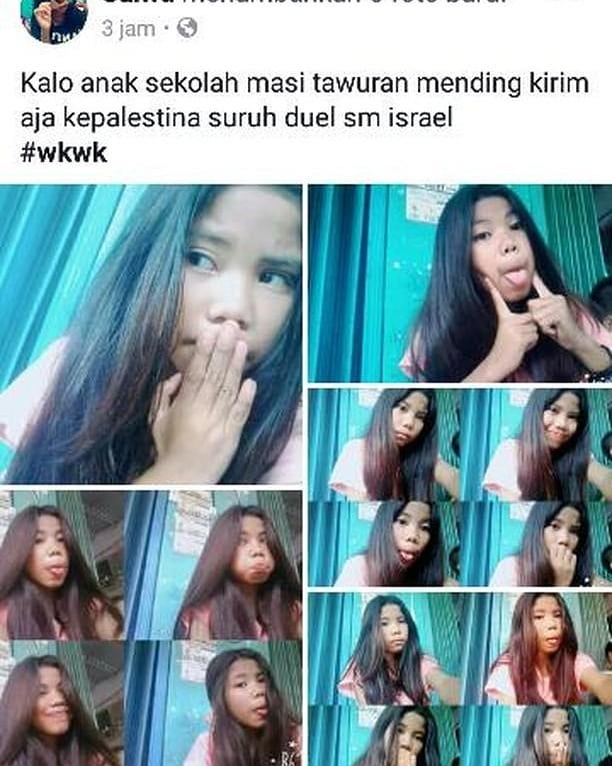 3 jam
Kalo anak sekolah masi tawuran mending kirim
aja kepalestina suruh duel sm israel
#wkwk